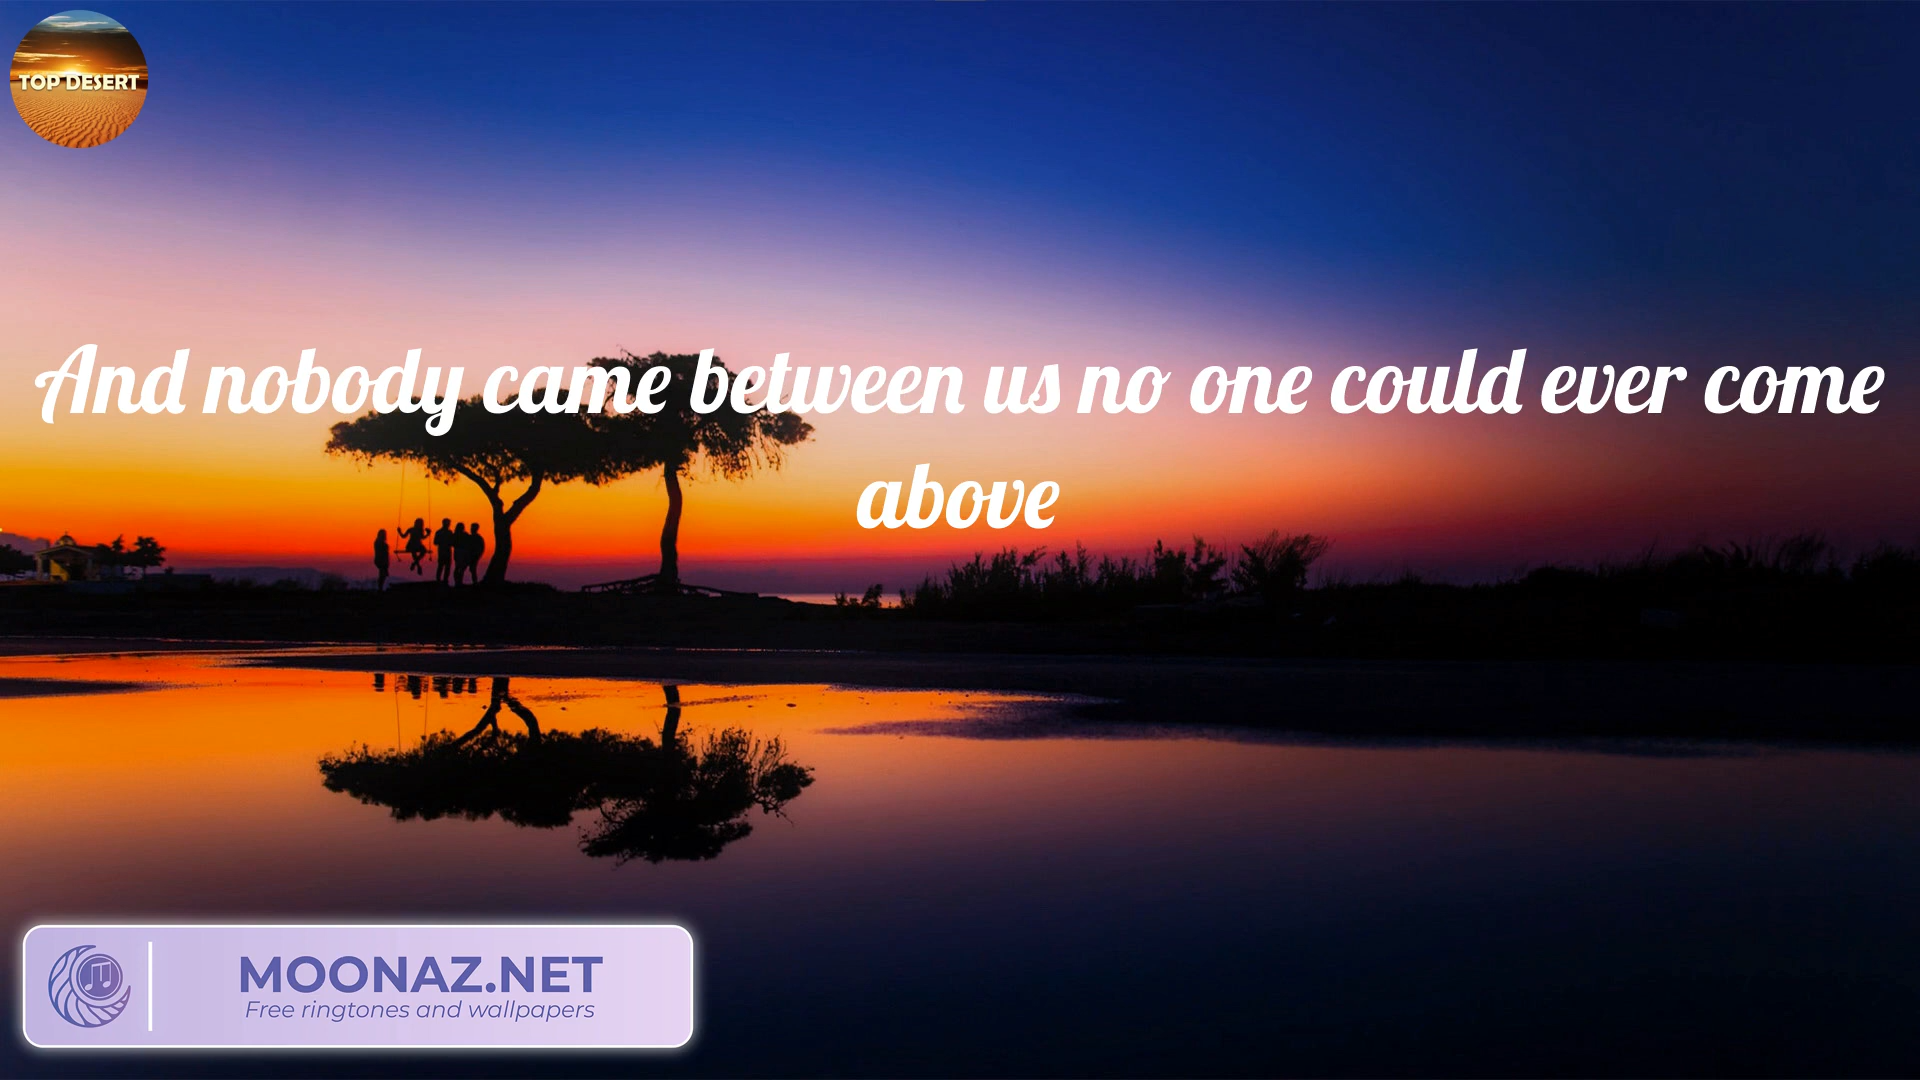 TOP DESERT
And nobody came between us no one could ever come
above
MOONAZ.NET
Free ringtones and wallpapers